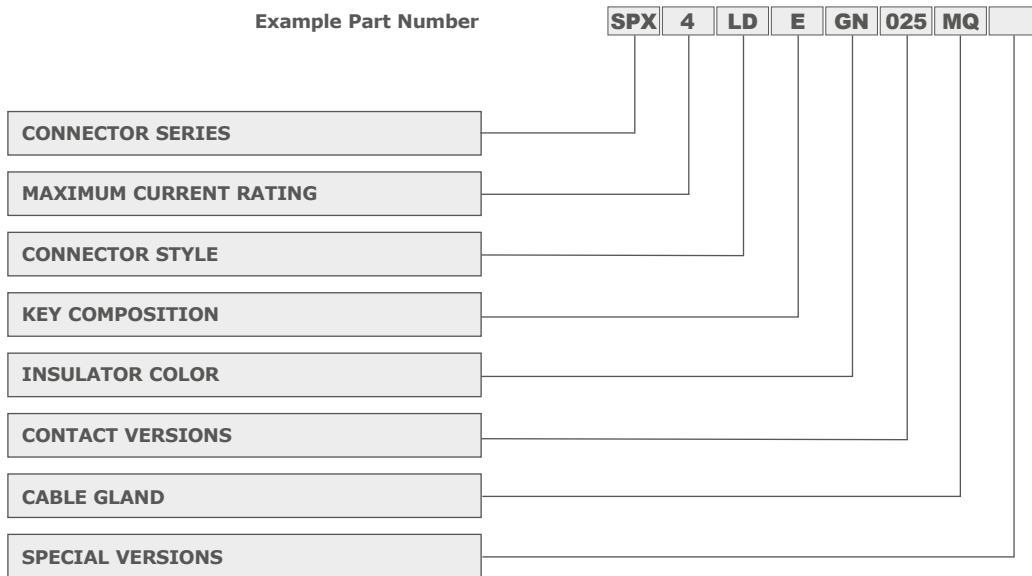 Example Part Number SPX 4 LD E GN 025 MQ
CONNECTOR SERIES
MAXIMUM CURRENT RATING
CONNECTOR STYLE
KEY COMPOSITION
INSULATOR COLOR
CONTACT VERSIONS
CABLE GLAND
SPECIAL VERSIONS